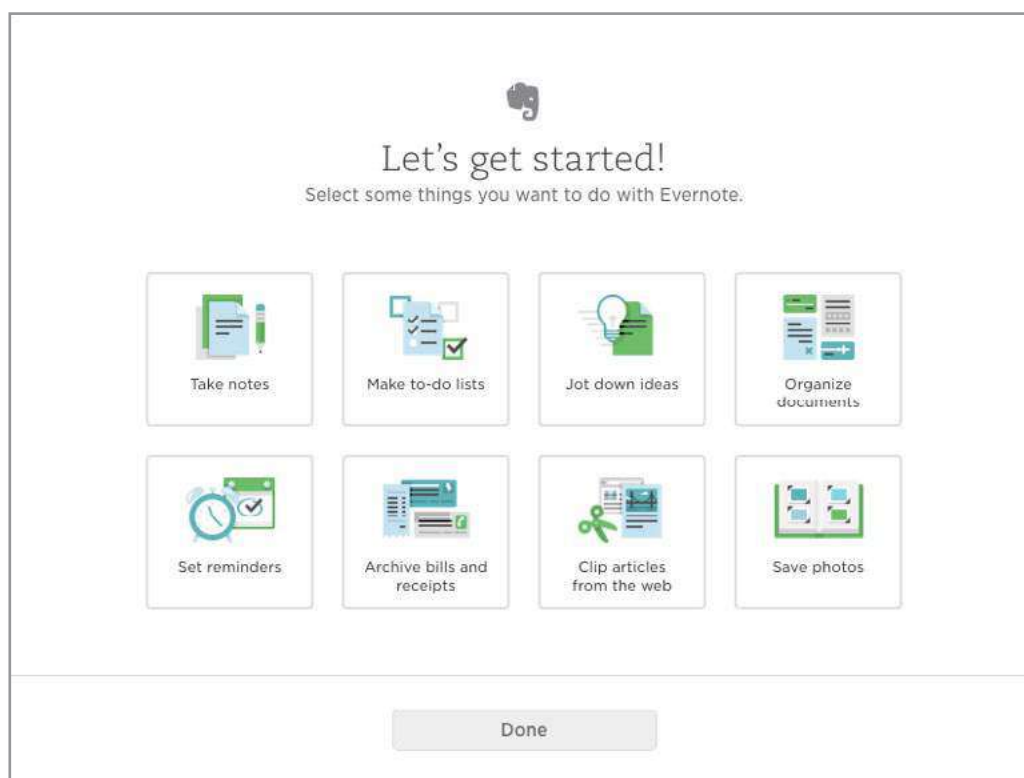 Let's get started!
Select some things you want to do with Evernote.
Take notes
Make to-do lists
Jot down ideas
Organize
documents
Set reminders
Archive bills and
receipts
Clip articles
from the web
Save photos
Done